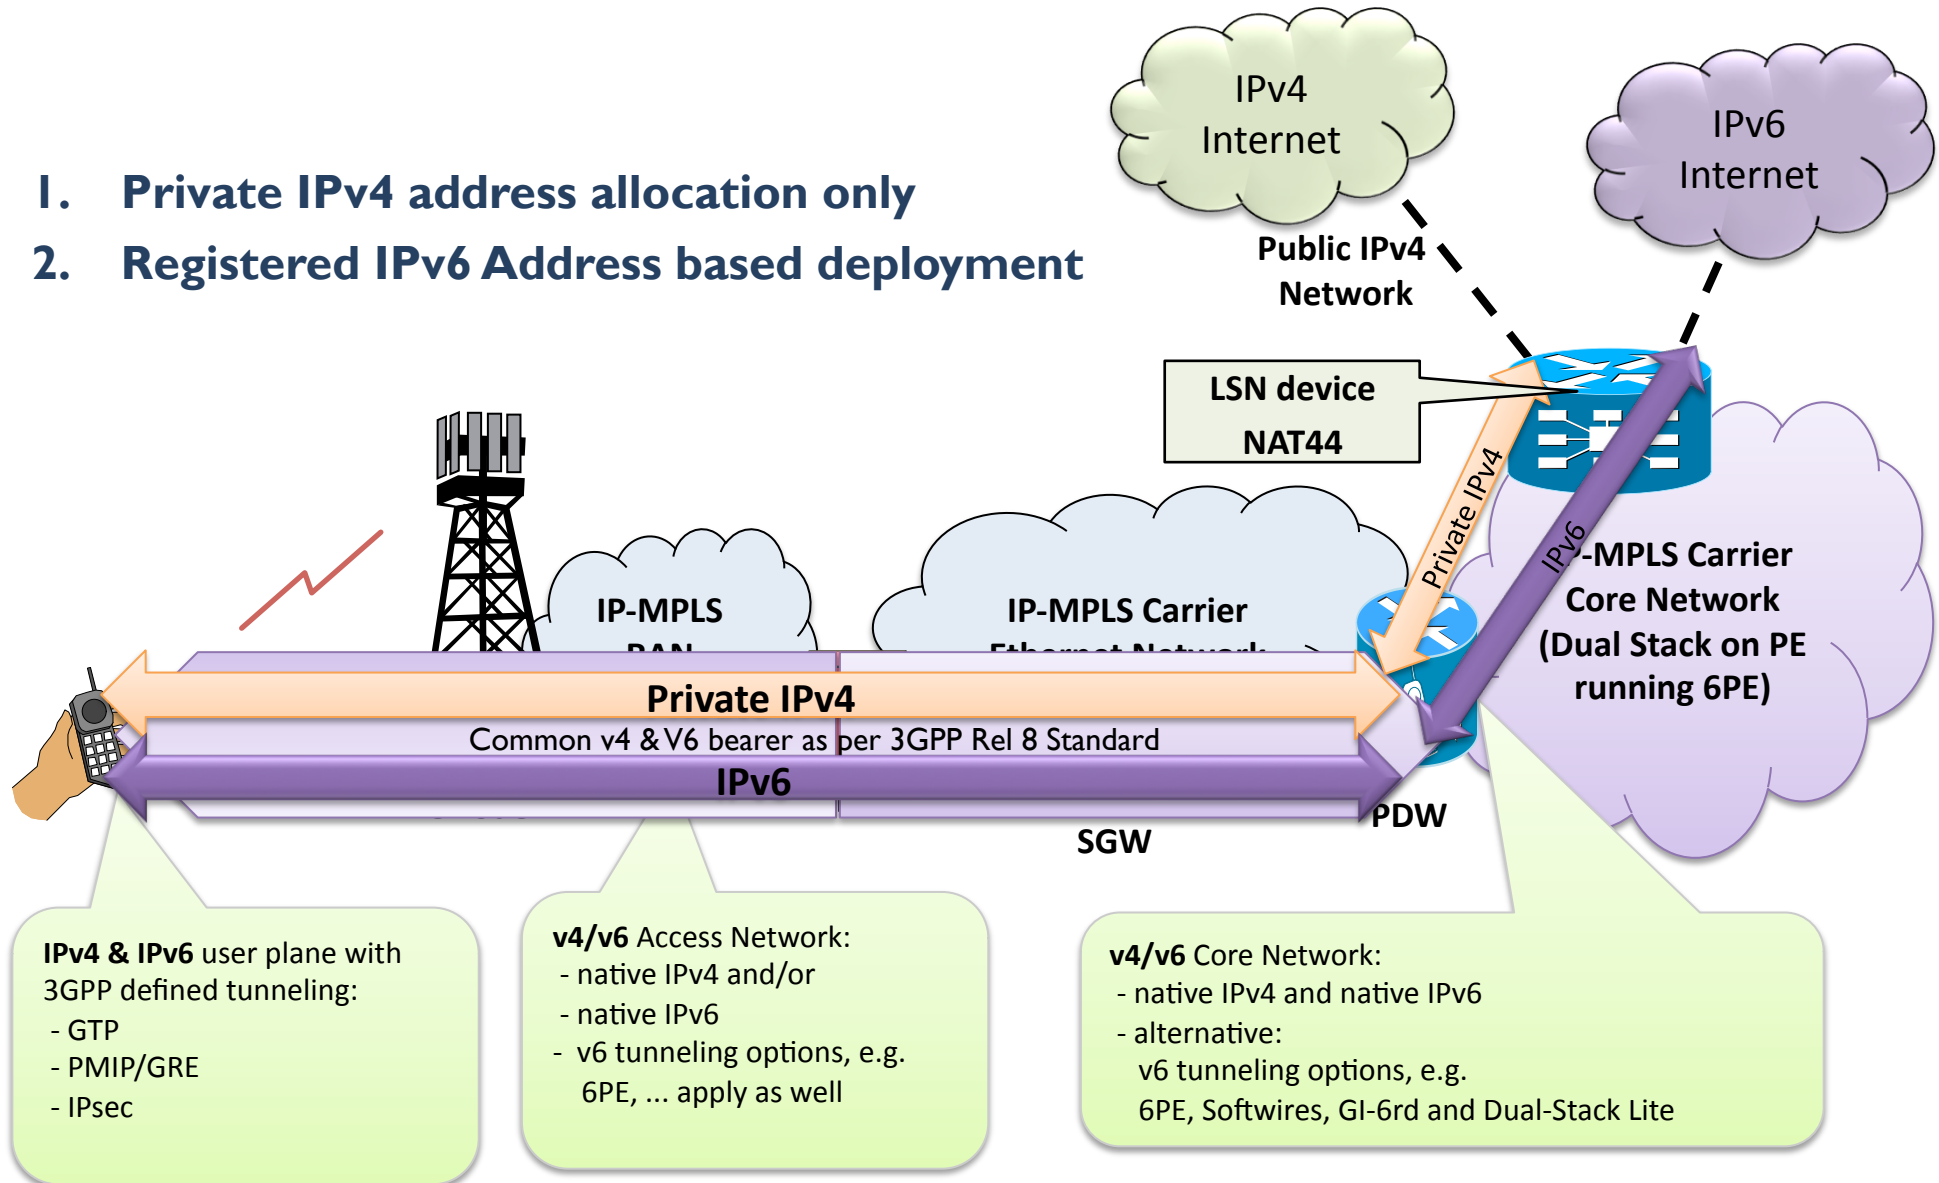 1. Private IPv4 address allocation only
2. Registered IPv6 Address based deployment
IPv4
Internet
IPv6
Internet
Public IPv4
Network
LSN device
NAT44
Private IPv4
IPv6
IP-MPLS
RAN
IP-MPLS Carrier
Ethernet Network
-MPLS Carrier
Core Network
(Dual Stack on PE
running 6PE)
Private IPv4
Common v4 & V6 bearer as per 3GPP Rel 8 Standard
IPv6
SGW
PDW
IPv4 & IPv6 user plane with
3GPP defined tunneling:
- GTP
- PMIP/GRE
- IPsec
v4/v6 Access Network:
- native IPv4 and/or
- native IPv6
- v6 tunneling options, e.g.
6PE, ... apply as well
v4/v6 Core Network:
- native IPv4 and native IPv6
- alternative:
v6 tunneling options, e.g.
6PE, Softwires, GI-6rd and Dual-Stack Lite